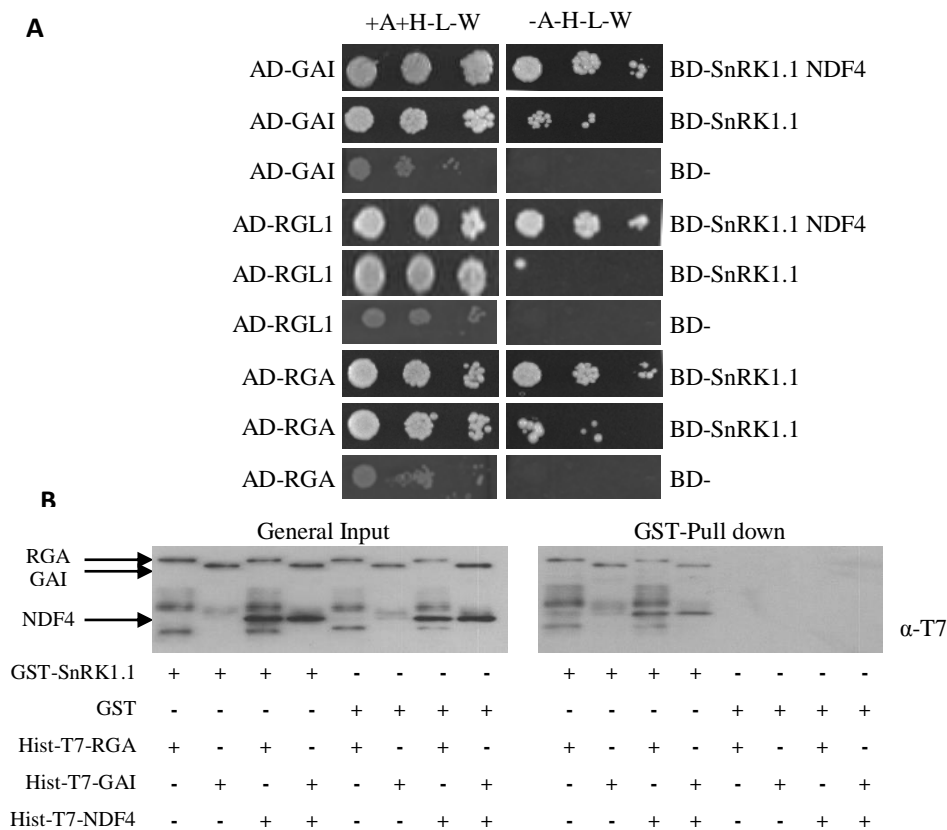 A
+A+H-L-W -A-H-L-W
AD-GAI BD-SnRK1.1 NDF4
AD-GAI BD-SnRK1.1
AD-GAI BD-
AD-RGL1 BD-SnRK1.1 NDF4
AD-RGL1 BD-SnRK1.1
AD-RGL1 BD-
AD-RGA BD-SnRK1.1
AD-RGA BD-SnRK1.1
AD-RGA BD-
B
General Input GST-Pull down
RGA
GAI
NDF4
α-T7
GST-SnRK1.1 + + + + - - - - + + + + - - - -
GST - - - - + + + + - - - - + + + +
Hist-T7-RGA + - + - + - + - + - + - + - + -
Hist-T7-GAI - + - + - + - + - + - + - + - +
Hist-T7-NDF4 - - + + - - + + - - + + - - + +